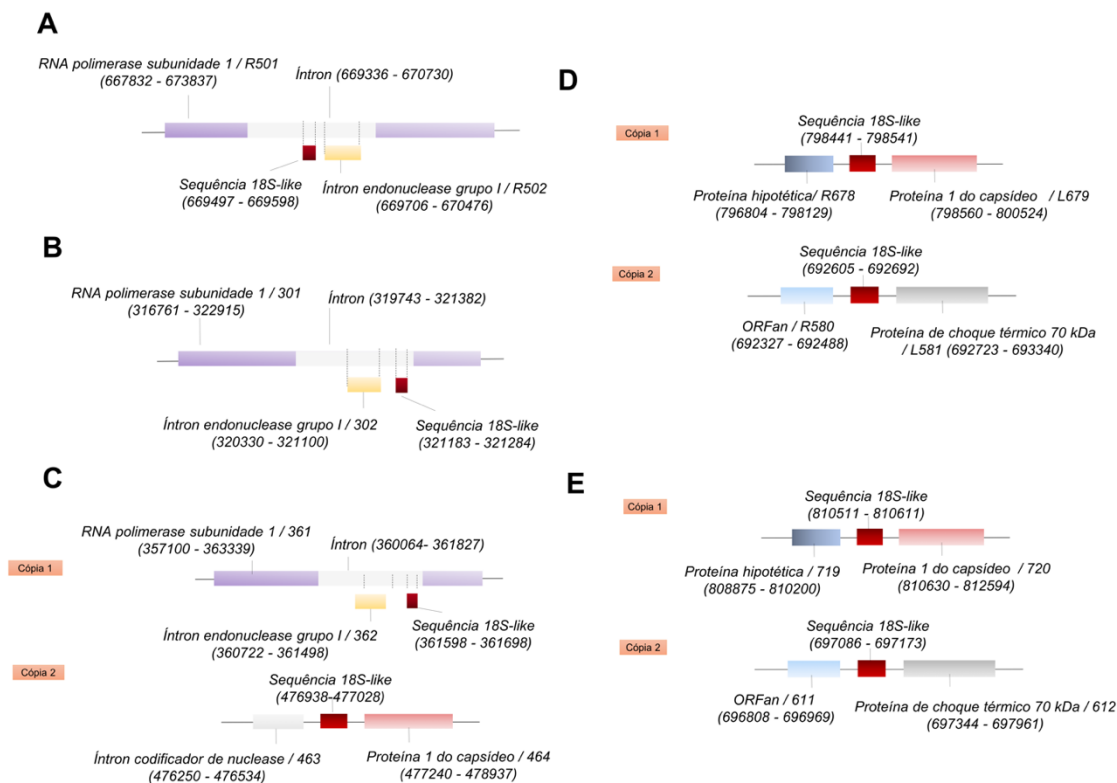 A
RNA polimerase subunidade 1 / R501
(667832 - 673837)
Íntron (669336 - 670730)
Sequência 18S-like
(669497 - 669598)
Íntron endonuclease grupo I / R502
(669706 - 670476)
B
RNA polimerase subunidade 1 / 301
(316761 - 322915)
Íntron (319743 - 321382)
Íntron endonuclease grupo I / 302
(320330 - 321100)
Sequência 18S-like
(321183 - 321284)
C
Cópia 1
RNA polimerase subunidade 1 / 361
(357100 - 363339)
Íntron (360064- 361827)
Íntron endonuclease grupo I / 362
(360722 - 361498)
Sequência 18S-like
(361598 - 361698)
Cópia 2
Sequência 18S-like
(476938-477028)
Íntron codificador de nuclease / 463
(476250 - 476534)
Proteína 1 do capsídeo / 464
(477240 - 478937)
D
Cópia 1
Sequência 18S-like
(798441 - 798541)
Proteína hipotética/ R678
(796804 - 798129)
Proteína 1 do capsídeo / L679
(798560 - 800524)
Cópia 2
Sequência 18S-like
(692605 - 692692)
ORFan / R580
(692327 - 692488)
Proteína de choque térmico 70 kDa
/ L581 (692723 - 693340)
E
Cópia 1
Sequência 18S-like
(810511 - 810611)
Proteína hipotética / 719
(808875 - 810200)
Proteína 1 do capsídeo / 720
(810630 - 812594)
Cópia 2
Sequência 18S-like
(697086 - 697173)
ORFan / 611
(696808 - 696969)
Proteína de choque térmico 70 kDa / 612
(697344 - 697961)